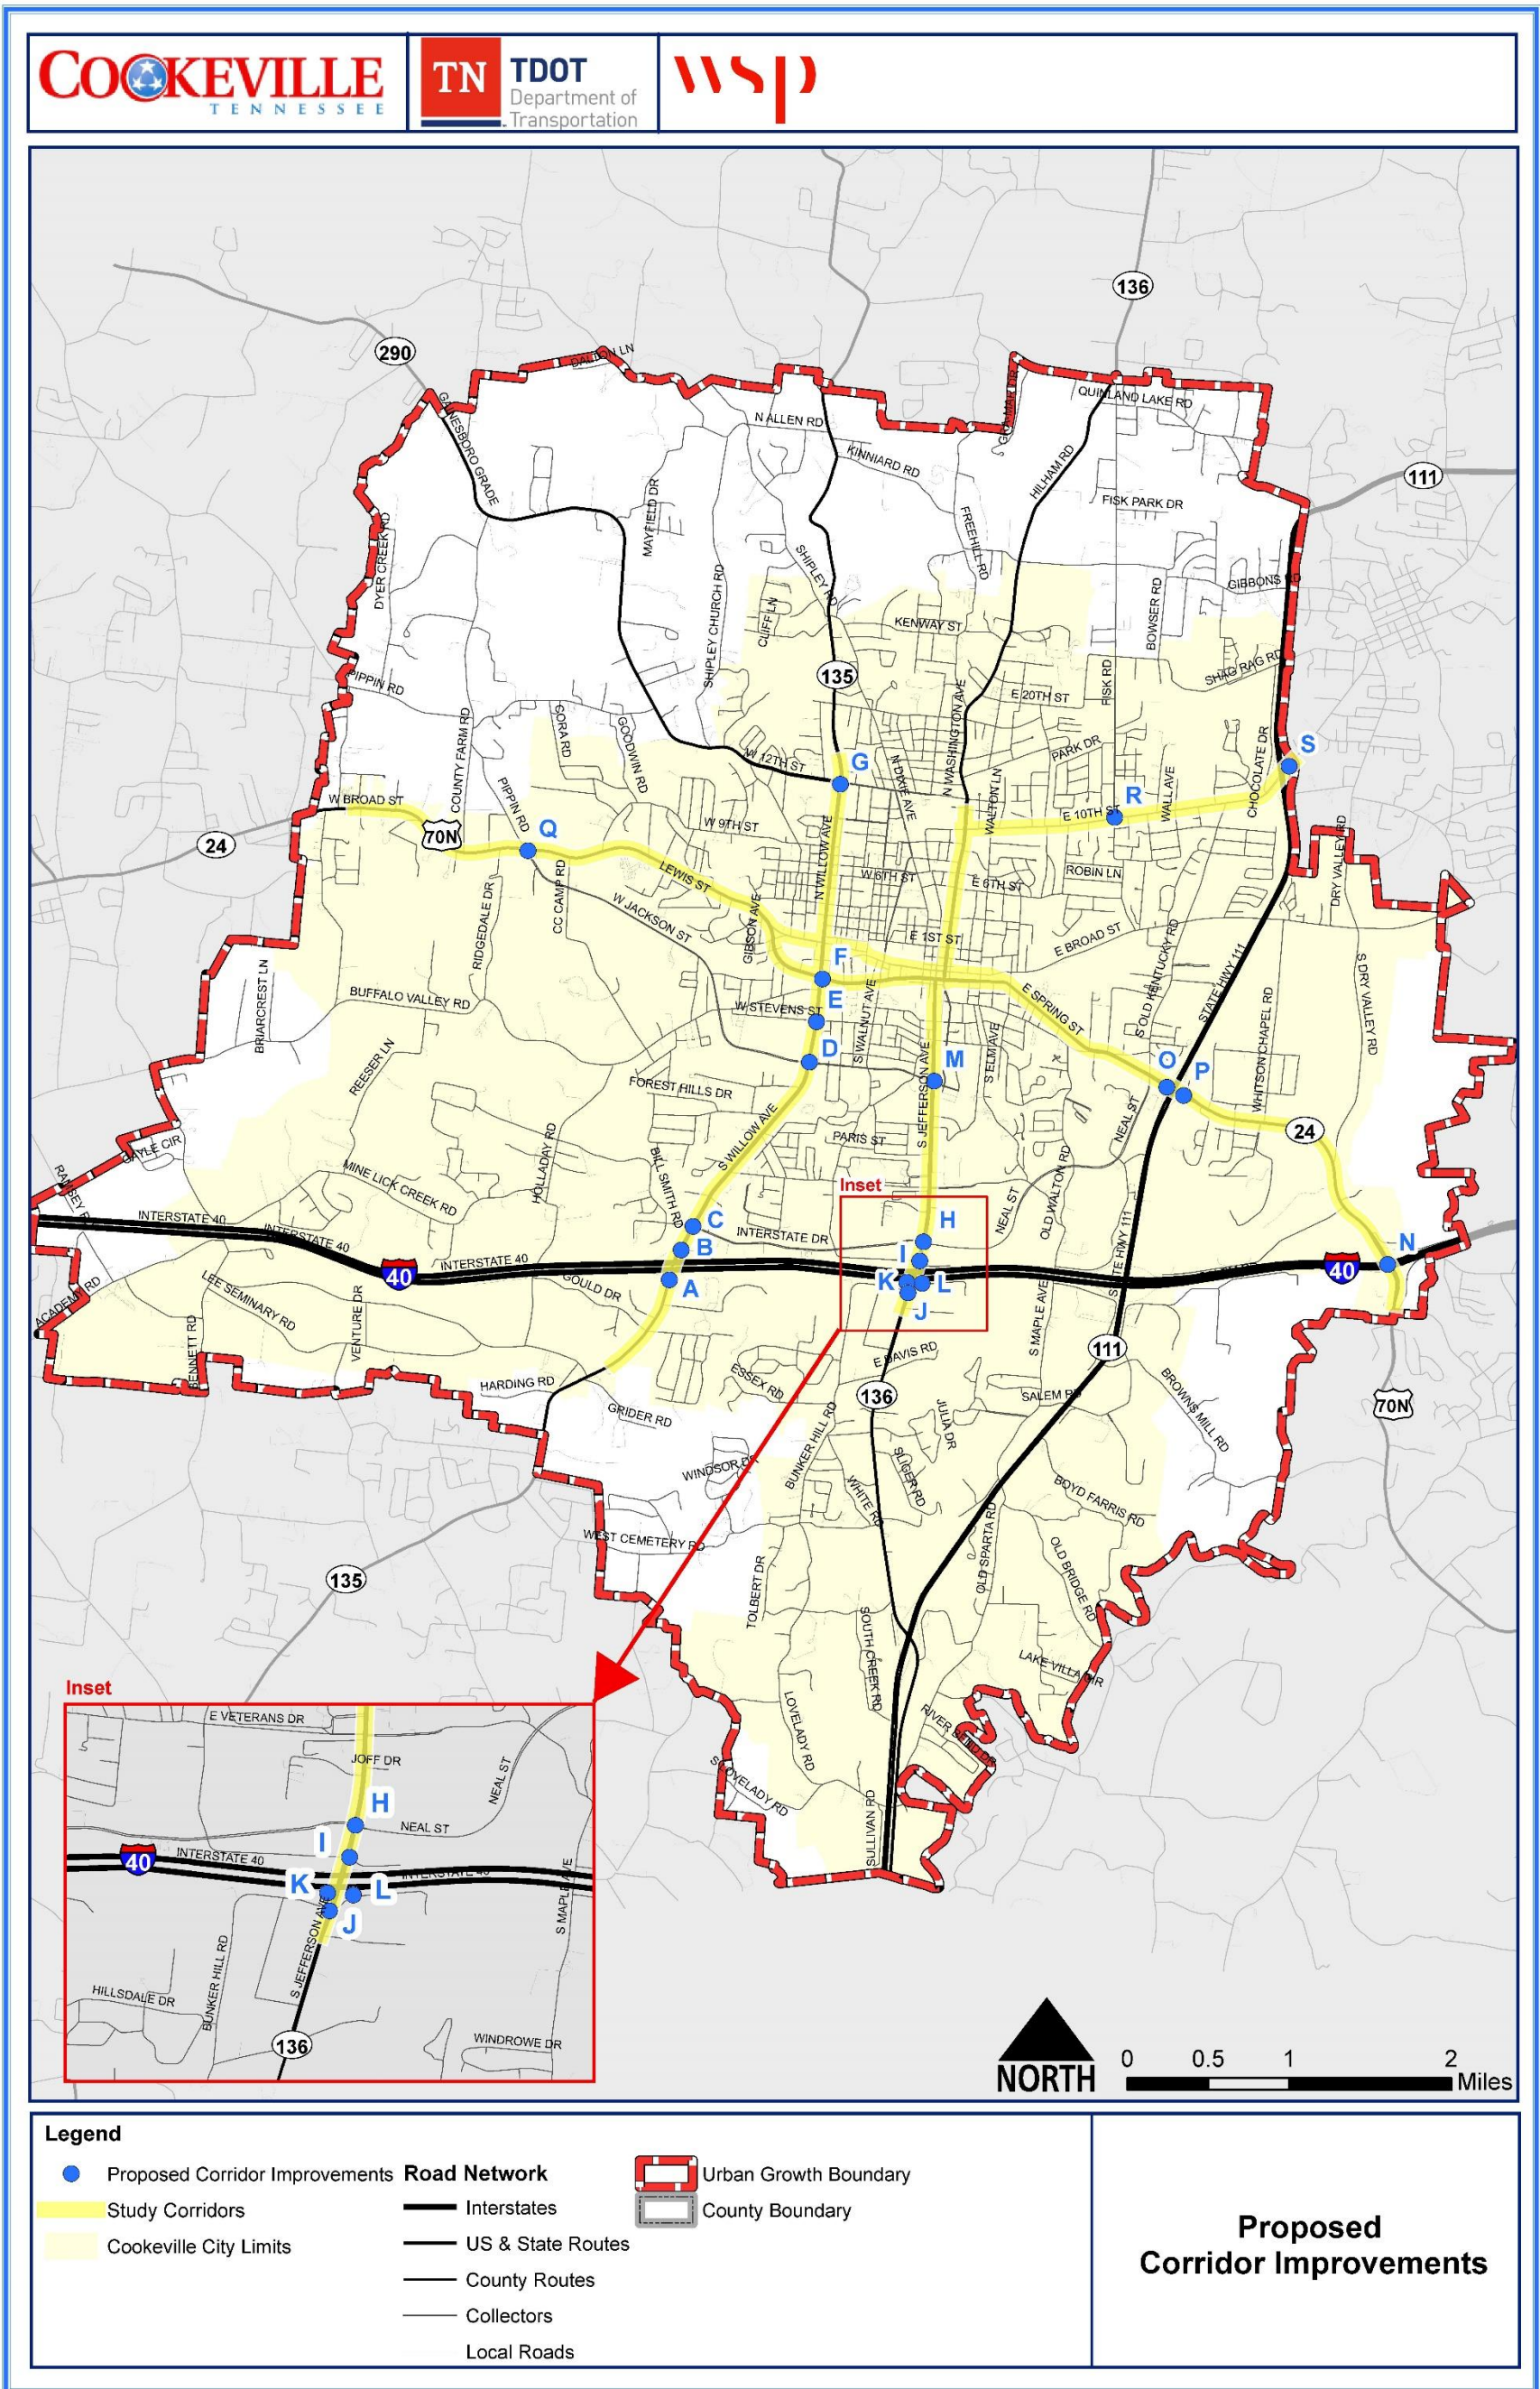 COOKEVILLE
TENNESSEE
TN
TDOT
Department of
Transportation
wsp
136
290
DALTON LN
GAINESBORO GRADE
QUINLAND LAKE RD
N ALLEN RD
KINNIARD RD
HILHAM RD
111
FISK PARK DR
MAYFIELD DR
FREEHILL RD
DYER CREEK RD
SHIPLEY RD
SHIPLEY CHURCH RD
GIBBONS RD
BOWSER RD
CLIFF LN
KENWAY ST
SHAG RAG RD
135
FISK RD
PIPPIN RD
E 20TH ST
N WASHINGTON AVE
COUNTY FARM RD
SORA RD
GOODWIN RD
PARK DR
CHOCOLATE DR
S
W 12TH ST
G
N DIXIE AVE
PIPPIN RD
WALTON LN
R
WALL AVE
W BROAD ST
E 10TH ST
70N
Q
W 9TH ST
N WILLOW AVE
24
DRY VALLEY RD
LEWIS ST
W 6TH ST
E 6TH ST
ROBIN LN
CC CAMP RD
RIDGEDALE DR
W JACKSON ST
GIBSON AVE
E 1ST ST
E BROAD ST
S OLD KENTUCKY RD
STATE HWY 111
F
BRIARCREST LN
BUFFALO VALLEY RD
E
W STEVENS ST
S WALNUT AVE
E SPRING ST
S DRY VALLEY RD
WHITSON CHAPEL RD
REESER LN
D
M
S ELM AVE
O
P
FOREST HILLS DR
S JEFFERSON AVE
NEAL ST
24
S WILLOW AVE
PARIS ST
GAYLE CIR
HOLLADAY RD
BILL SMITH RD
OLD WALTON RD
MINE LICK CREEK RD
Inset
RAMSEY RD
NEAL ST
INTERSTATE 40
INTERSTATE 40
C
H
INTERSTATE DR
B
I
N
INTERSTATE 40
40
40
A
K
L
J
GOULD DR
LEE SEMINARY RD
ACADEMY RD
VENTURE DR
BENNETT RD
STATE HWY 111
S MAPLE AVE
E DAVIS RD
111
HARDING RD
ESSEX RD
136
SALEM RD
BROWNS MILL RD
70N
GRIDER RD
JULIA DR
BUNKER HILL RD
WINDSOR DR
SLIGER RD
WHITE RD
BOYD FARRIS RD
WEST CEMETERY RD
OLD SPARTA RD
OLD BRIDGE RD
135
TOLBERT DR
SOUTH CREEK RD
LAKE VILLA CIR
LOVELADY RD
RIVER BEND DR
S LOVELADY RD
SULLIVAN RD
Inset
E VETERANS DR
JOFF DR
NEAL ST
H
NEAL ST
I
40
INTERSTATE 40
INTERSTATE 40
K
L
J
S MAPLE AVE
S JEFFERSON AVE
BUNKER HILL RD
HILLSDALE DR
136
WINDROWE DR
NORTH
0 0.5 1 2
Miles
Legend
Proposed Corridor Improvements
Study Corridors
Cookeville City Limits
Road Network
Interstates
US & State Routes
County Routes
Collectors
Local Roads
Urban Growth Boundary
County Boundary
Proposed
Corridor Improvements